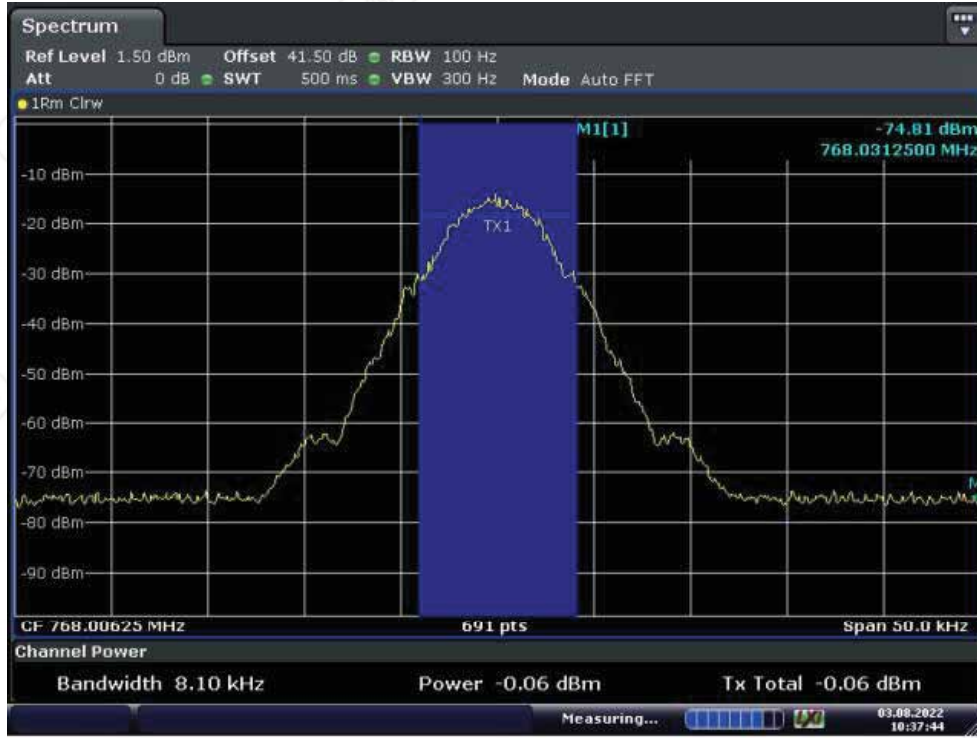 Spectrum
Ref Level 1.50 dBm Offset 41.50 dB RBW 100 Hz
Att 0 dB SWT 500 ms VBW 300 Hz Mode Auto FFT
1Rm Clrw
M1[1] -74.81 dBm
768.0312500 MHz
-10 dBm
-20 dBm
TX1
-30 dBm
-40 dBm
-50 dBm
-60 dBm
-70 dBm
M
-80 dBm
-90 dBm
CF 768.00625 MHz 691 pts Span 50.0 kHz
Channel Power
Bandwidth 8.10 kHz Power -0.06 dBm Tx Total -0.06 dBm
Measuring... 03.08.2022
10:37:44